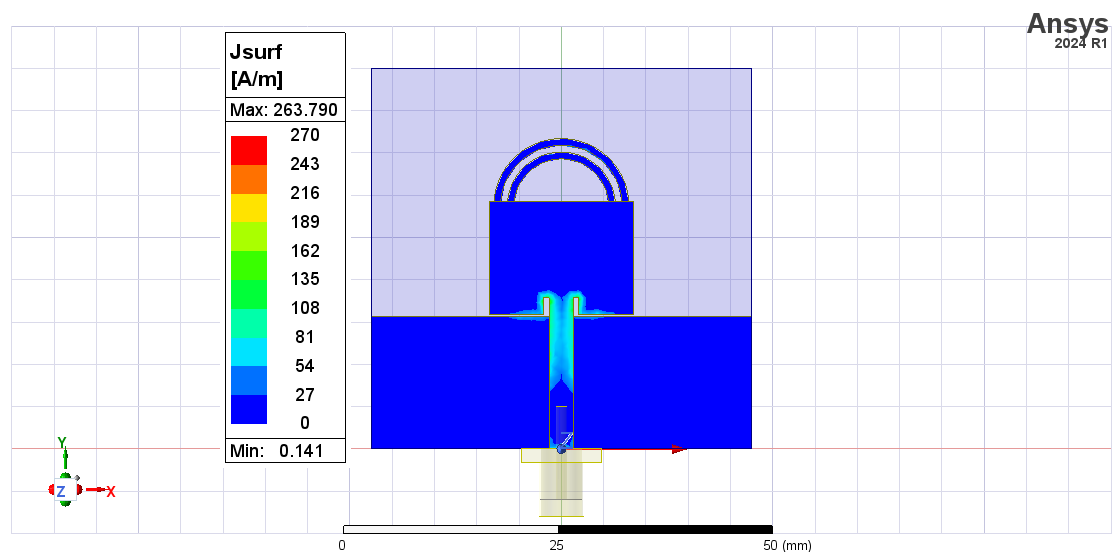 Ansys
2024 R1
Jsurf
[A/m]
Max: 263.790
270
243
216
189
162
135
108
81
54
27
0
Min: 0.141
Z
Y
Z
X
0
25
50 (mm)